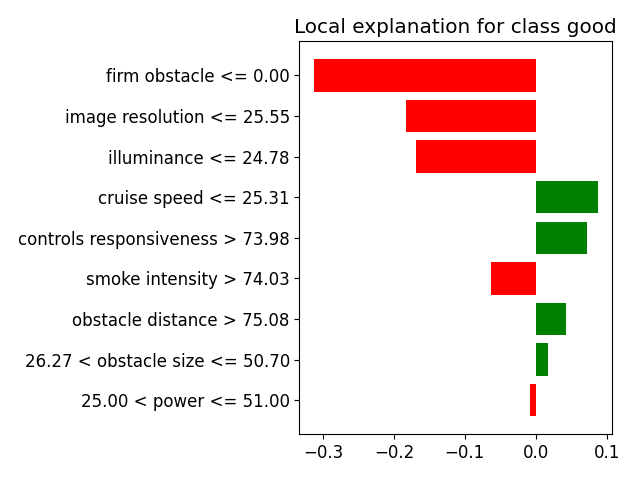 Local explanation for class good
firm obstacle <= 0.00
image resolution <= 25.55
illuminance <= 24.78
cruise speed <= 25.31
controls responsiveness > 73.98
smoke intensity > 74.03
obstacle distance > 75.08
26.27 < obstacle size <= 50.70
25.00 < power <= 51.00
−0.3 −0.2 −0.1 0.0 0.1